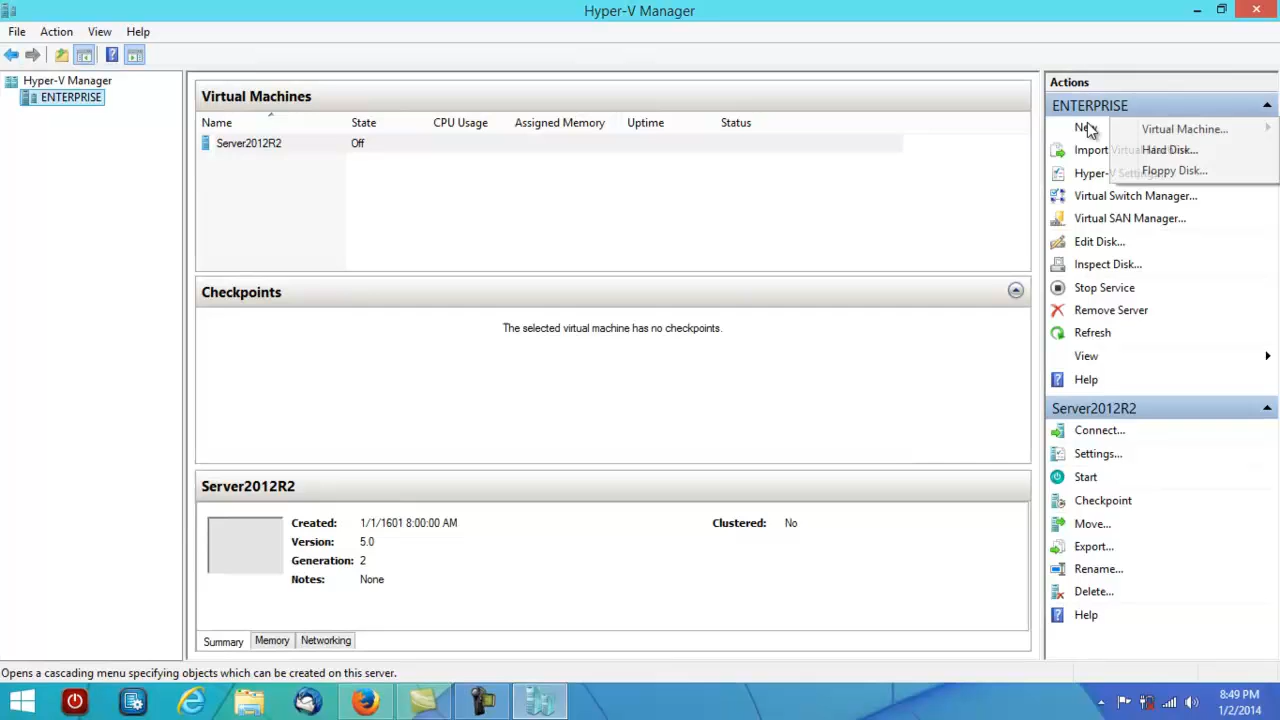 Hyper-V Manager
File Action View Help
Hyper-V Manager
ENTERPRISE
Virtual Machines
Name State CPU Usage Assigned Memory Uptime Status
Server2012R2 Off
Checkpoints
The selected virtual machine has no checkpoints.
Server2012R2
Created: 1/1/1601 8:00:00 AM Clustered: No
Version: 5.0
Generation: 2
Notes: None
Summary Memory Networking
Actions
ENTERPRISE
New
Virtual Machine...
Hard Disk...
Floppy Disk...
Import Virtual
Hyper-V
Virtual Switch Manager...
Virtual SAN Manager...
Edit Disk...
Inspect Disk...
Stop Service
Remove Server
Refresh
View
Help
Server2012R2
Connect...
Settings...
Start
Checkpoint
Move...
Export...
Rename...
Delete...
Help
Opens a cascading menu specifying objects which can be created on this server.
8:49 PM
1/2/2014